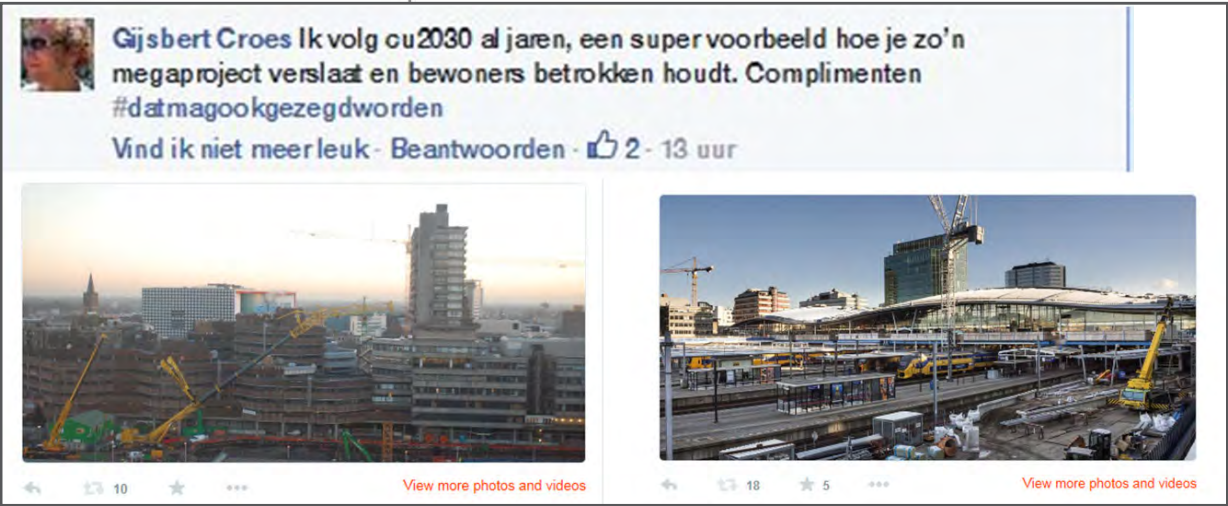 Gijsbert Croes Ik volg cu2030 al jaren, een super voorbeeld hoe je zo'n
megaproject verslaat en bewoners betrokken houdt. Complimenten
#datmagookgezegdworden
Vind ik niet meer leuk · Beantwoorden · 2 · 13 uur
10 View more photos and videos
18 5 View more photos and videos